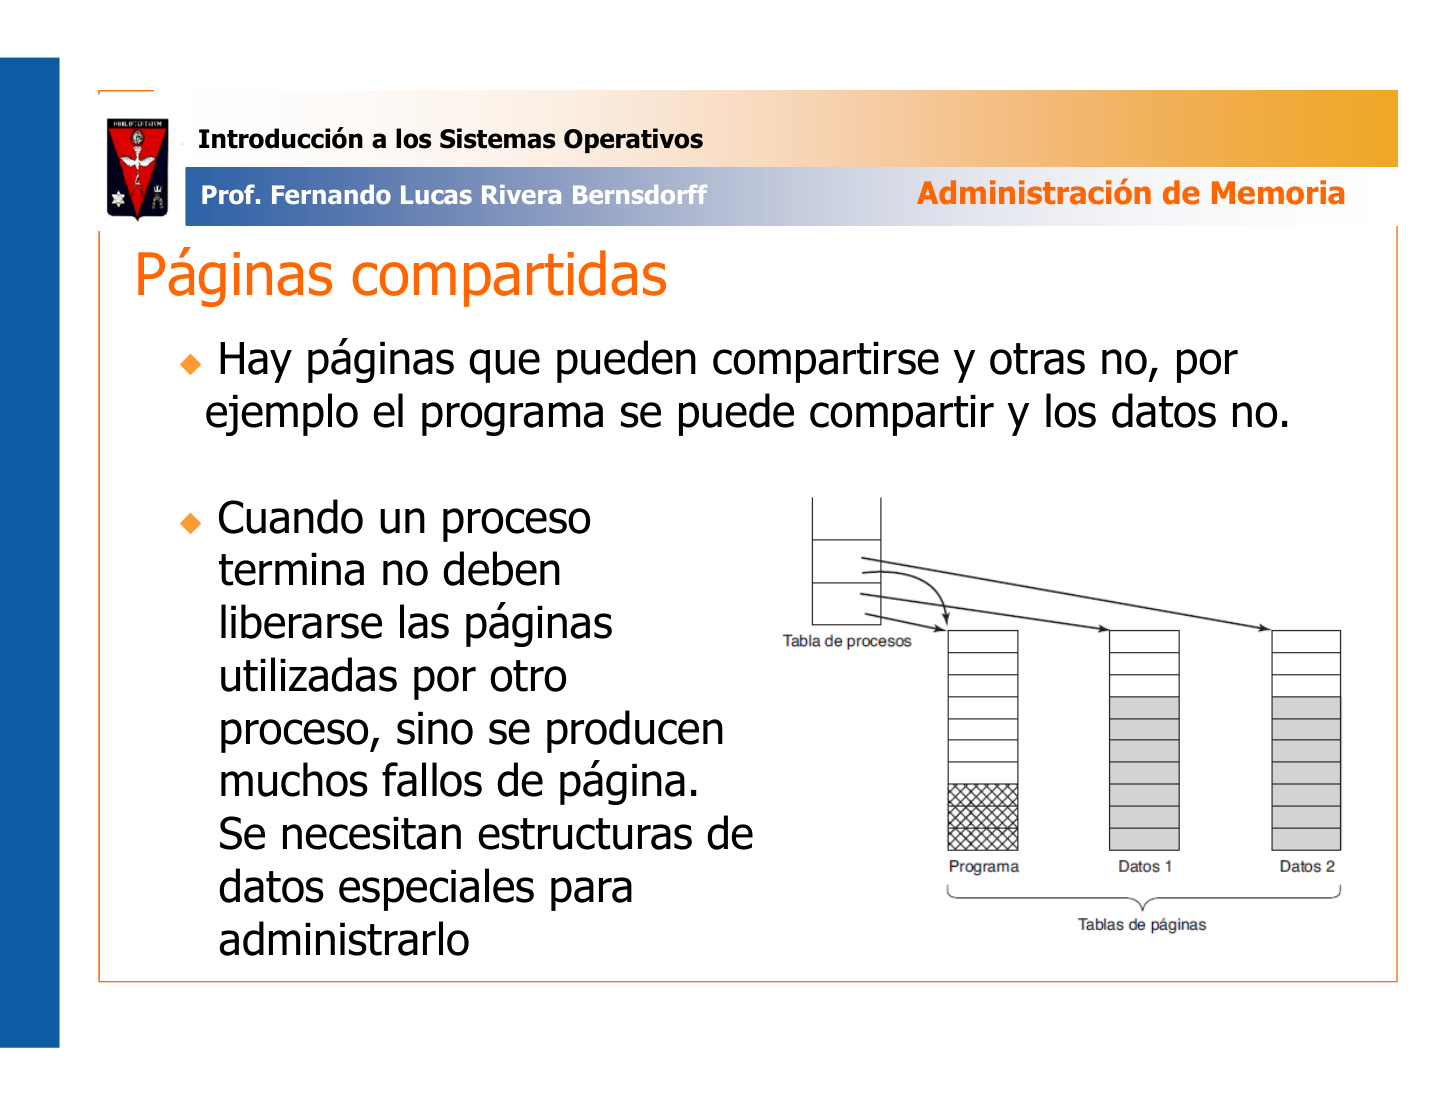 Introducción a los Sistemas Operativos
Prof. Fernando Lucas Rivera Bernsdorff
Administración de Memoria
Páginas compartidas
Hay páginas que pueden compartirse y otras no, por
ejemplo el programa se puede compartir y los datos no.
Cuando un proceso
termina no deben
liberarse las páginas
utilizadas por otro
proceso, sino se producen
muchos fallos de página.
Se necesitan estructuras de
datos especiales para
administrarlo
Tabla de procesos
Programa
Datos 1
Datos 2
Tablas de páginas